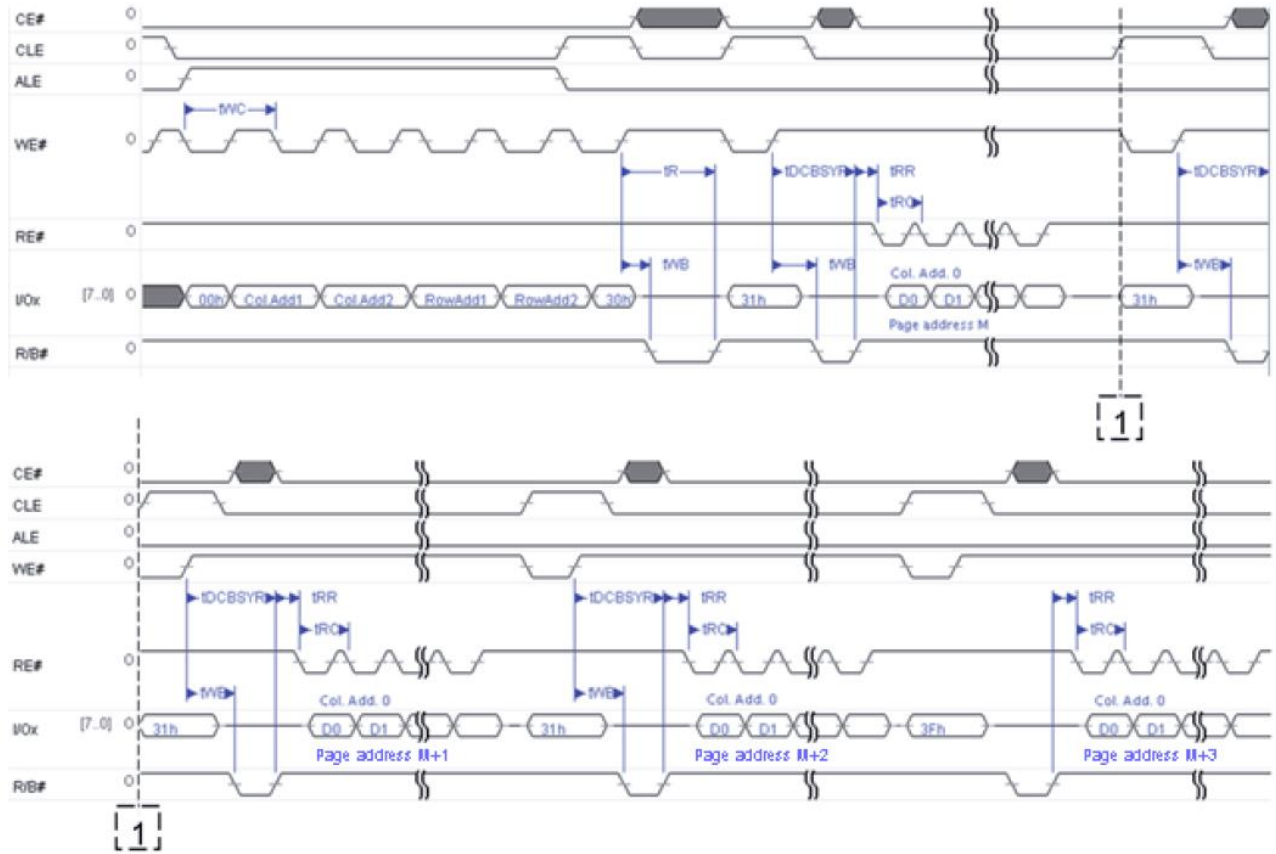 CE# 0
CLE 0
ALE 0
tWC
WE# 0
tR tDCBSYR tRR tDCBSYR
tRC
RE# 0
tWB tWB Col. Add. 0 tWB
I/Ox [7..0] 0 00h Col.Add1 Col.Add2 RowAdd1 RowAdd2 30h 31h D0 D1 31h
Page address M
R/B# 0
1
CE# 0
CLE 0
ALE 0
WE# 0
tDCBSYR tRR tDCBSYR tRR tRR
tRC tRC tRC
RE# 0
tWB Col. Add. 0 tWB Col. Add. 0 Col. Add. 0
I/Ox [7..0] 0 31h D0 D1 31h D0 D1 3Fh D0 D1
Page address M+1 Page address M+2 Page address M+3
R/B# 0
1